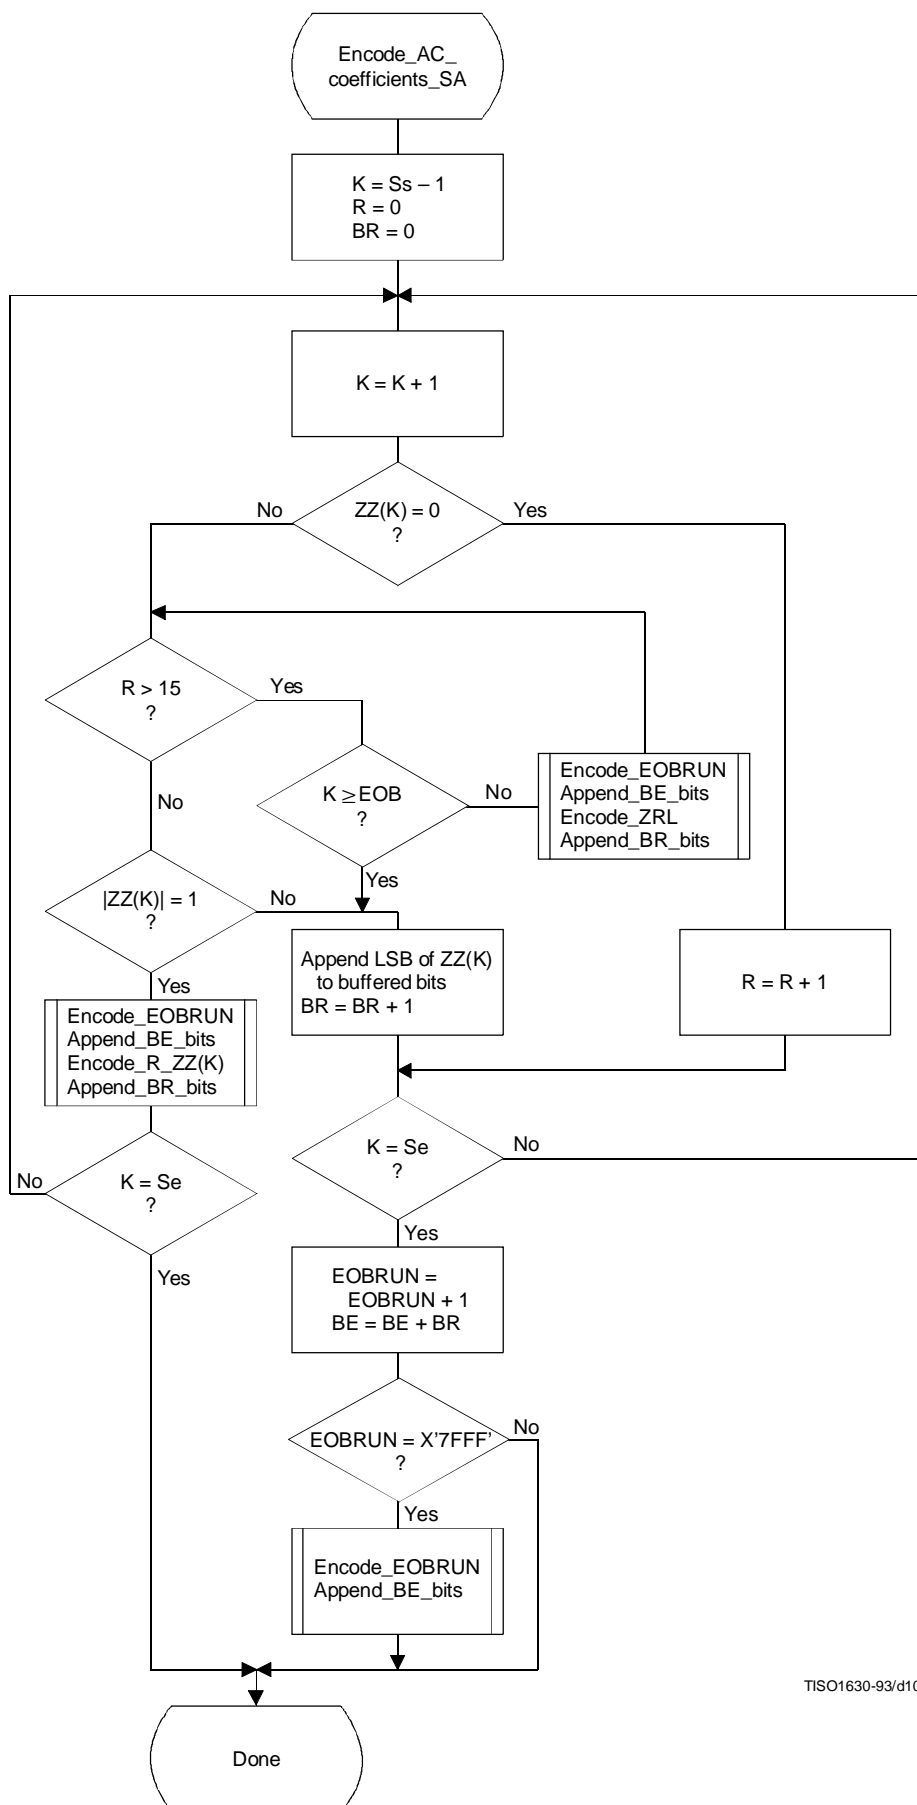 Encode_AC_
coefficients_SA
K = Ss – 1
R = 0
BR = 0
K = K + 1
No
ZZ(K) = 0
?
Yes
R > 15
?
Yes
No
K ≥EOB
?
No
Yes
Encode_EOBRUN
Append_BE_bits
Encode_ZRL
Append_BR_bits
|ZZ(K)| = 1
?
No
Yes
Append LSB of ZZ(K)
to buffered bits
BR = BR + 1
R = R + 1
Encode_EOBRUN
Append_BE_bits
Encode_R_ZZ(K)
Append_BR_bits
K = Se
?
No
Yes
No
K = Se
?
Yes
EOBRUN =
EOBRUN + 1
BE = BE + BR
EOBRUN = X’7FFF’
?
No
Yes
Encode_EOBRUN
Append_BE_bits
TISO1630-93/d10
Done